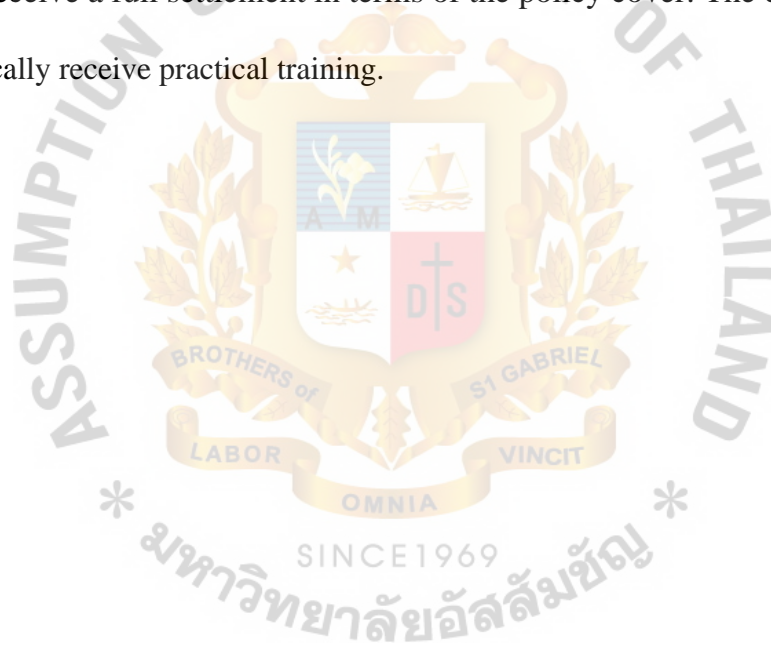 receive a full settlement in terms of the policy cover. The
cally receive practical training.
ASSUMPTION
OF THAILAND
A M
D S
BROTHERS of
S1 GABRIEL
LABOR
VINCIT
OMNIA
SINCE1969
มหาวิทยาลัยอัสสัมชัญ